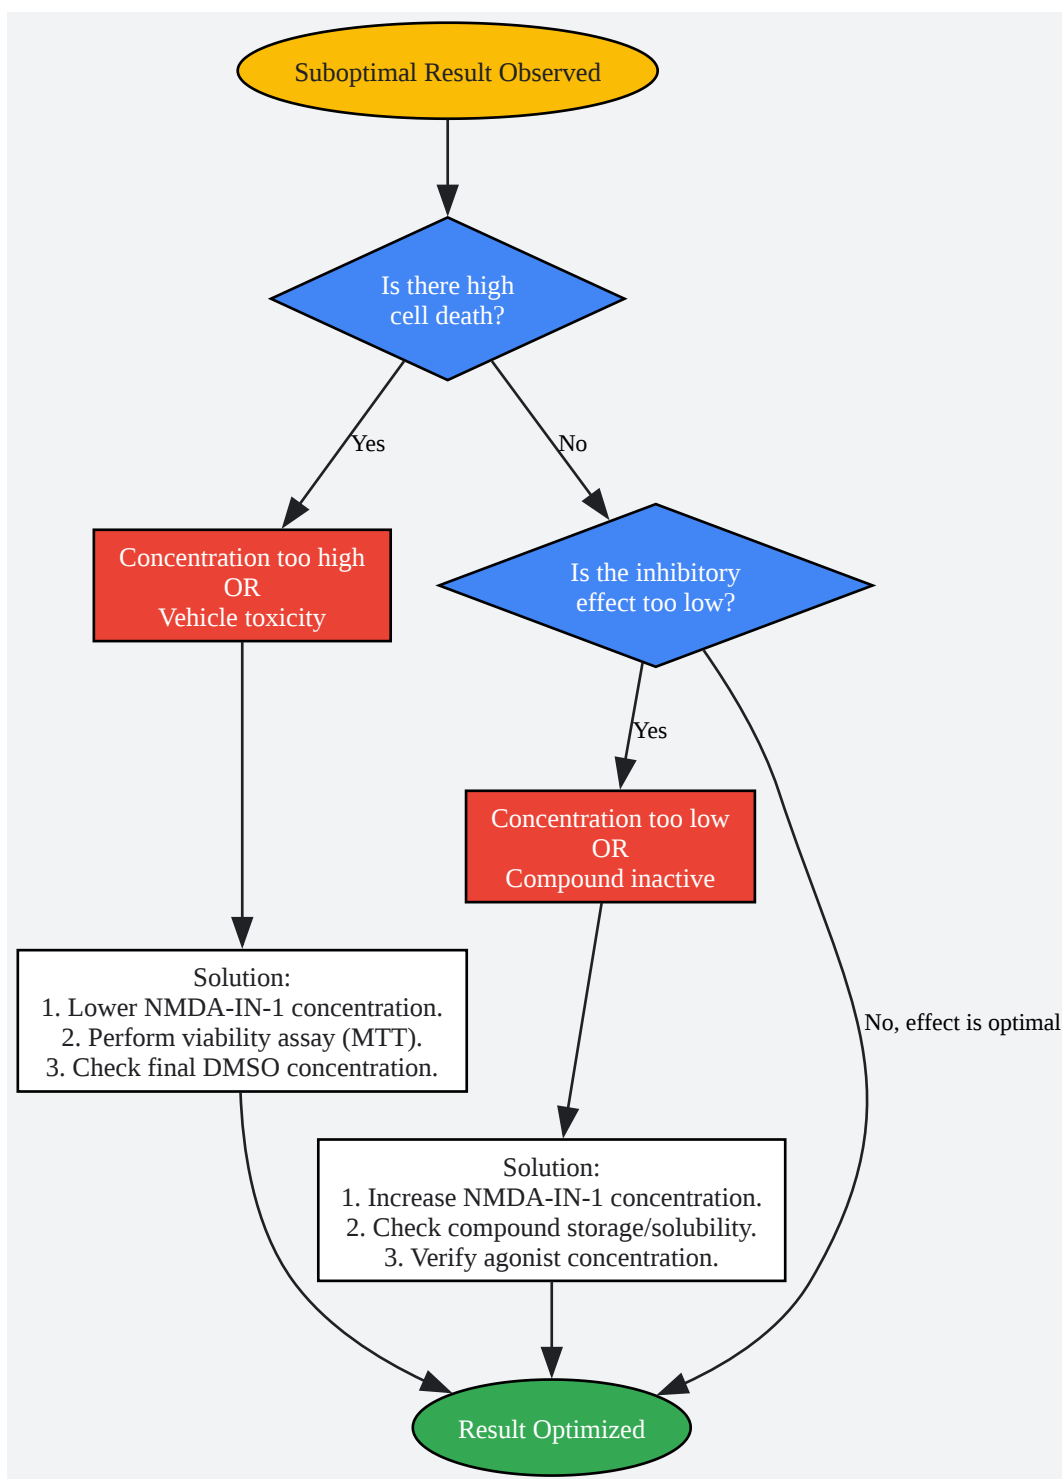 Suboptimal Result Observed
Is there high
cell death?
Yes
No
Concentration too high
OR
Vehicle toxicity
Is the inhibitory
effect too low?
Yes
Concentration too low
OR
Compound inactive
Solution:
1. Lower NMDA-IN-1 concentration.
2. Perform viability assay (MTT).
3. Check final DMSO concentration.
No, effect is optimal
Solution:
1. Increase NMDA-IN-1 concentration.
2. Check compound storage/solubility.
3. Verify agonist concentration.
Result Optimized